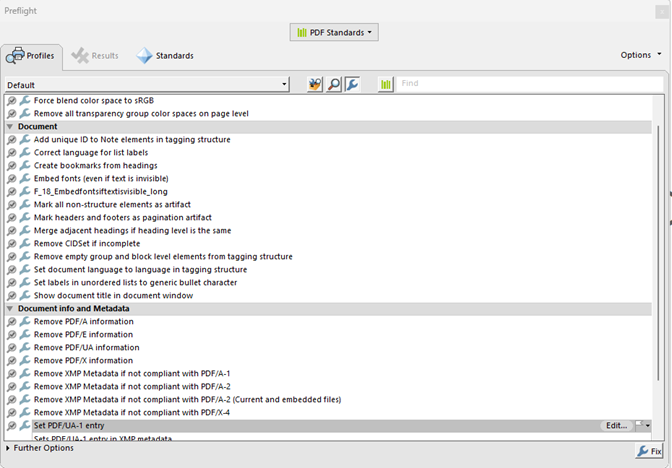 Preflight
PDF Standards
Profiles
Results
Standards
Options
Default
Find
Force blend color space to sRGB
Remove all transparency group color spaces on page level
Document
Add unique ID to Note elements in tagging structure
Correct language for list labels
Create bookmarks from headings
Embed fonts (even if text is invisible)
F_18_Embedfontsiftextisvisible_long
Mark all non-structure elements as artifact
Mark headers and footers as pagination artifact
Merge adjacent headings if heading level is the same
Remove CIDSet if incomplete
Remove empty group and block level elements from tagging structure
Set document language to language in tagging structure
Set labels in unordered lists to generic bullet character
Show document title in document window
Document info and Metadata
Remove PDF/A information
Remove PDF/E information
Remove PDF/UA information
Remove PDF/X information
Remove XMP Metadata if not compliant with PDF/A-1
Remove XMP Metadata if not compliant with PDF/A-2
Remove XMP Metadata if not compliant with PDF/A-2 (Current and embedded files)
Remove XMP Metadata if not compliant with PDF/X-4
Set PDF/UA-1 entry
Edit...
Sets PDF/UA-1 entry in XMP metadata
Further Options
Fix